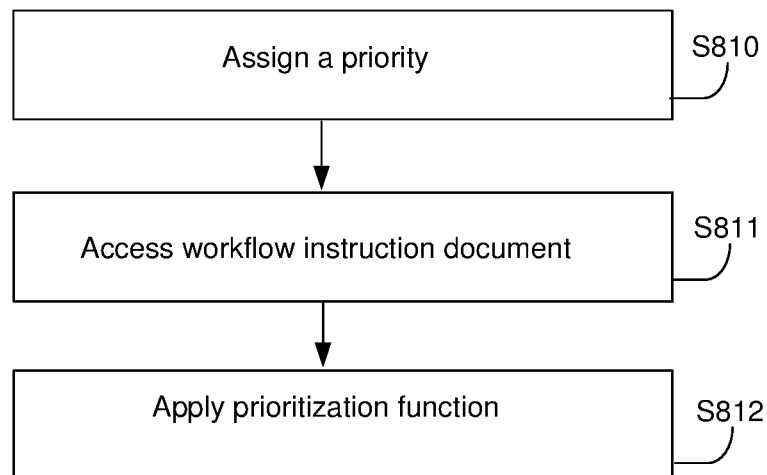 Assign a priority
S810
Access workflow instruction document
S811
Apply prioritization function
S812